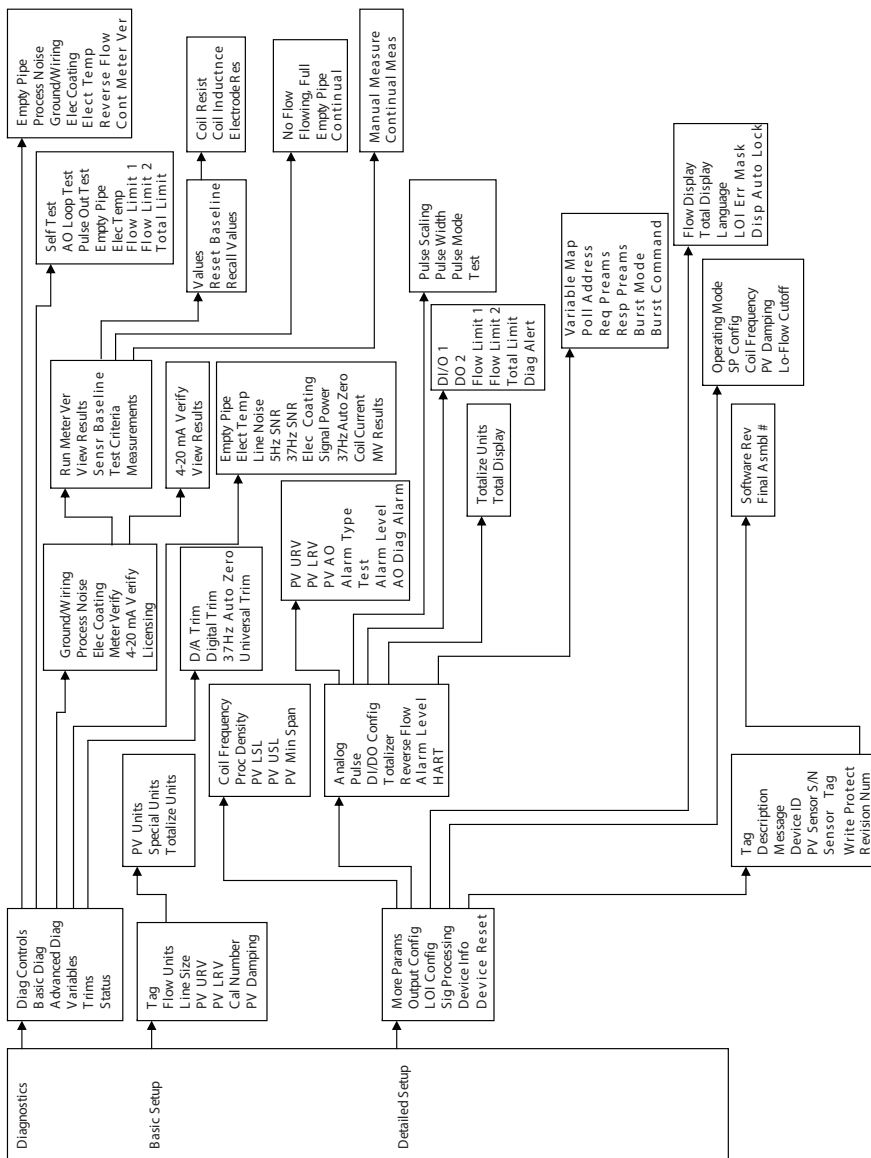 Diagnostics
Basic Setup
Detailed Setup
Diag Controls
Basic Diag
Advanced Diag
Variables
Trims
Status
Empty Pipe
Process Noise
Ground/Wiring
Elec Coating
Elect Temp
Reverse Flow
Cont Meter Ver
Self Test
AO Loop Test
Pulse Out Test
Empty Pipe
Elec Temp
Flow Limit 1
Flow Limit 2
Total Limit
Ground/Wiring
Process Noise
Elec Coating
Meter Verify
4-20 mA Verify
Licensing
Run Meter Ver
View Results
Sensr Baseline
Test Criteria
Measurements
Values
Reset Baseline
Recall Values
Coil Resist
Coil Inductnce
Electrode Res
No Flow
Flowing, Full
Empty Pipe
Continual
Manual Measure
Continual Meas
4-20 mA Verify
View Results
Empty Pipe
Elect Temp
Line Noise
5Hz SNR
37Hz SNR
Elec Coating
Signal Power
37Hz Auto Zero
Coil Current
MV Results
D/A Trim
Digital Trim
37Hz Auto Zero
Universal Trim
Tag
Flow Units
Line Size
PV URV
PV LRV
Cal Number
PV Damping
PV Units
Special Units
Totalize Units
More Params
Output Config
LOI Config
Sig Processing
Device Info
Device Reset
Coil Frequency
Proc Density
PV LSL
PV USL
PV Min Span
Analog
Pulse
DI/DO Config
Totalizer
Reverse Flow
Alarm Level
HART
PV URV
PV LRV
PV AO
Alarm Type
Test
Alarm Level
AO Diag Alarm
Pulse Scaling
Pulse Width
Pulse Mode
Test
DI/O 1
DO 2
Flow Limit 1
Flow Limit 2
Total Limit
Diag Alert
Totalize Units
Total Display
Variable Map
Poll Address
Req Preams
Resp Preams
Burst Mode
Burst Command
Flow Display
Total Display
Language
LOI Err Mask
Disp Auto Lock
Operating Mode
SP Config
Coil Frequency
PV Damping
Lo-Flow Cutoff
Tag
Description
Message
Device ID
PV Sensor S/N
Sensor Tag
Write Protect
Revision Num
Software Rev
Final Asmbl #